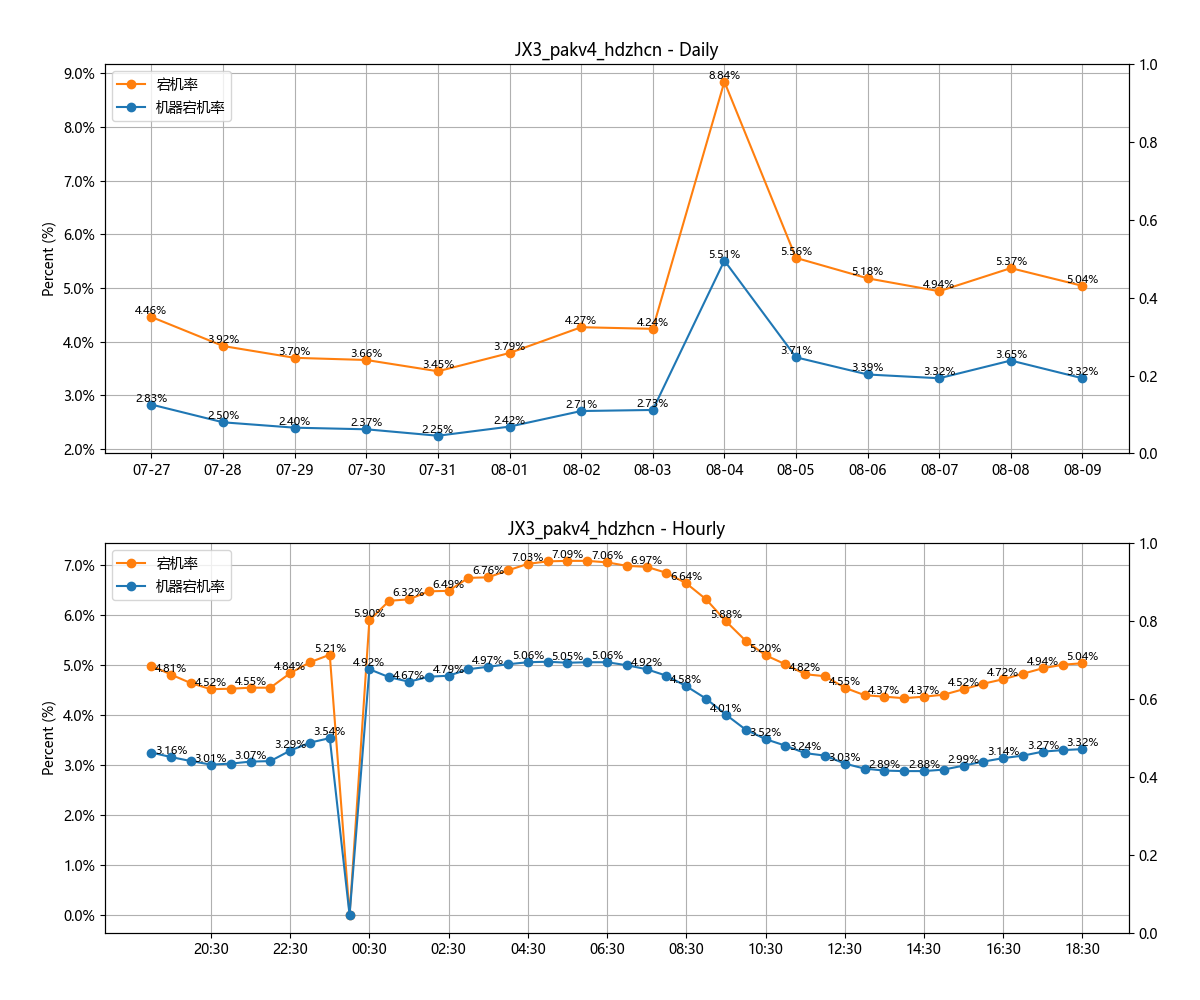 JX3_pakv4_hdzhcn - Daily
宕机率
机器宕机率
Percent (%)
9.0%
8.0%
7.0%
6.0%
5.0%
4.0%
3.0%
2.0%
1.0
0.8
0.6
0.4
0.2
0.0
4.46% 3.92% 3.70% 3.66% 3.45% 3.79% 4.27% 4.24% 8.84% 5.56% 5.18% 4.94% 5.37% 5.04%
2.83% 2.50% 2.40% 2.37% 2.25% 2.42% 2.71% 2.73% 5.51% 3.71% 3.39% 3.32% 3.65% 3.32%
07-27 07-28 07-29 07-30 07-31 08-01 08-02 08-03 08-04 08-05 08-06 08-07 08-08 08-09
JX3_pakv4_hdzhcn - Hourly
宕机率
机器宕机率
Percent (%)
7.0%
6.0%
5.0%
4.0%
3.0%
2.0%
1.0%
0.0%
1.0
0.8
0.6
0.4
0.2
0.0
4.81% 4.52% 4.55% 4.84% 5.21% 5.90% 6.32% 6.49% 6.76% 7.03% 7.09% 7.06% 6.97% 6.64% 5.88% 5.20% 4.82% 4.55% 4.37% 4.37% 4.52% 4.72% 4.94% 5.04%
3.16% 3.01% 3.07% 3.29% 3.54% 4.92% 4.67% 4.79% 4.97% 5.06% 5.05% 5.06% 4.92% 4.58% 4.01% 3.52% 3.24% 3.03% 2.89% 2.88% 2.99% 3.14% 3.27% 3.32%
20:30 22:30 00:30 02:30 04:30 06:30 08:30 10:30 12:30 14:30 16:30 18:30